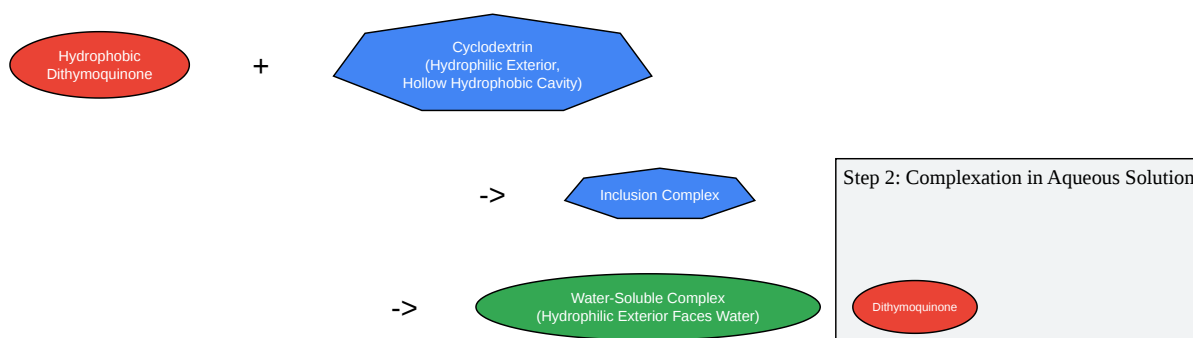 Hydrophobic
Dithymoquinone
+
Cyclodextrin
(Hydrophilic Exterior,
Hollow Hydrophobic Cavity)
->
Inclusion Complex
Step 2: Complexation in Aqueous Solution
->
Water-Soluble Complex
(Hydrophilic Exterior Faces Water)
Dithymoquinone